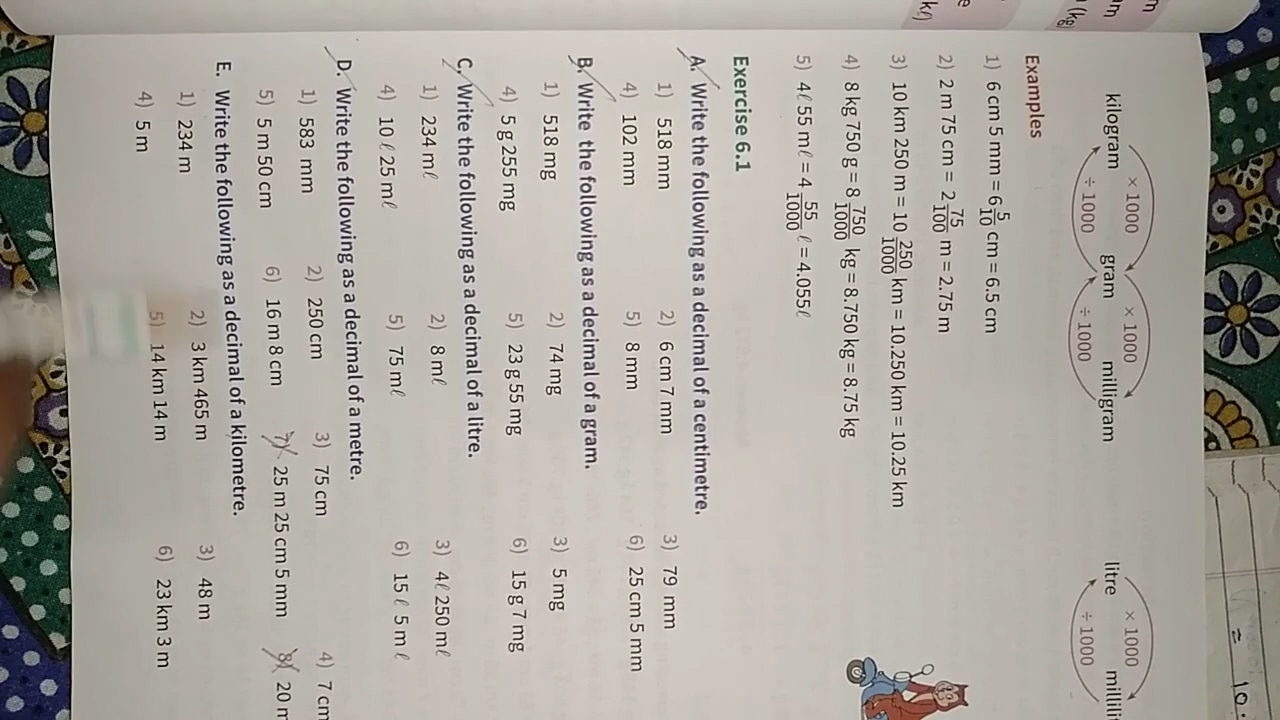 m
am
(kg)
e
kℓ)
× 1000 × 1000 × 1000
kilogram gram milligram litre millili
÷ 1000 ÷ 1000 ÷ 1000
Examples
1) 6 cm 5 mm = 6 5/10 cm = 6.5 cm
2) 2 m 75 cm = 2 75/100 m = 2.75 m
3) 10 km 250 m = 10 250/1000 km = 10.250 km = 10.25 km
4) 8 kg 750 g = 8 750/1000 kg = 8.750 kg = 8.75 kg
5) 4ℓ 55 mℓ = 4 55/1000 ℓ = 4.055ℓ
Exercise 6.1
A. Write the following as a decimal of a centimetre.
1) 518 mm 2) 6 cm 7 mm 3) 79 mm
4) 102 mm 5) 8 mm 6) 25 cm 5 mm
B. Write the following as a decimal of a gram.
1) 518 mg 2) 74 mg 3) 5 mg
4) 5 g 255 mg 5) 23 g 55 mg 6) 15 g 7 mg
C. Write the following as a decimal of a litre.
1) 234 mℓ 2) 8 mℓ 3) 4ℓ 250 mℓ
4) 10 ℓ 25 mℓ 5) 75 mℓ 6) 15 ℓ 5 mℓ
D. Write the following as a decimal of a metre.
1) 583 mm 2) 250 cm 3) 75 cm 4) 7 cm
5) 5 m 50 cm 6) 16 m 8 cm 7) 25 m 25 cm 5 mm 8) 20 m
E. Write the following as a decimal of a kilometre.
1) 234 m 2) 3 km 465 m 3) 48 m
4) 5 m 5) 14 km 14 m 6) 23 km 3 m
= 10.